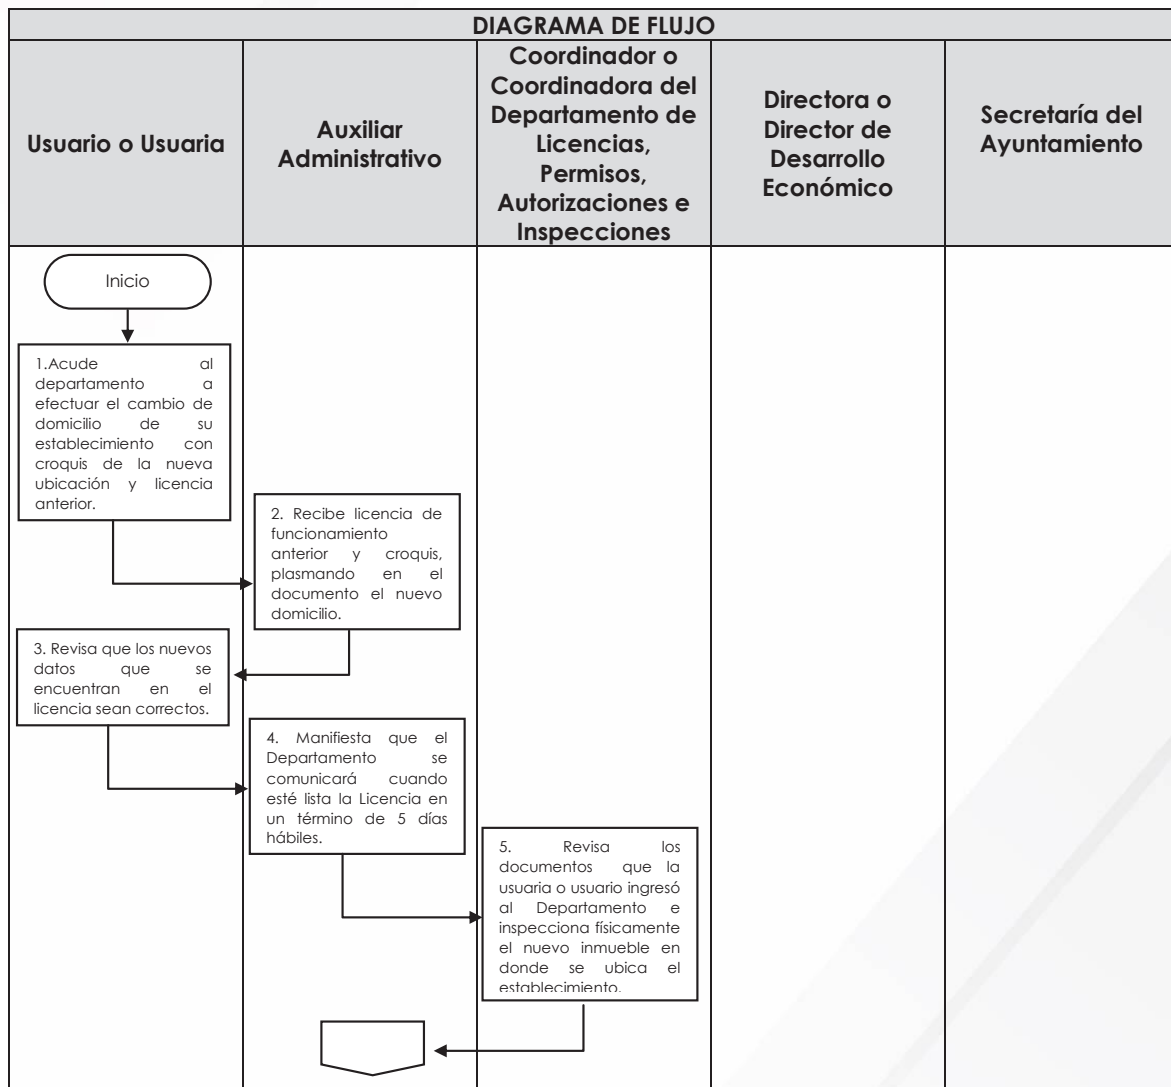 DIAGRAMA DE FLUJO
Usuario o Usuaria
Auxiliar
Administrativo
Coordinador o
Coordinadora del
Departamento de
Licencias,
Permisos,
Autorizaciones e
Inspecciones
Directora o
Director de
Desarrollo
Económico
Secretaría del
Ayuntamiento
Inicio
1.Acude al
departamento a
efectuar el cambio de
domicilio de su
establecimiento con
croquis de la nueva
ubicación y licencia
anterior.
2. Recibe licencia de
funcionamiento
anterior y croquis,
plasmando en el
documento el nuevo
domicilio.
3. Revisa que los nuevos
datos que se
encuentran en el
licencia sean correctos.
4. Manifiesta que el
Departamento se
comunicará cuando
esté lista la Licencia en
un término de 5 días
hábiles.
5. Revisa los
documentos que la
usuaria o usuario ingresó
al Departamento e
inspecciona físicamente
el nuevo inmueble en
donde se ubica el
establecimiento.